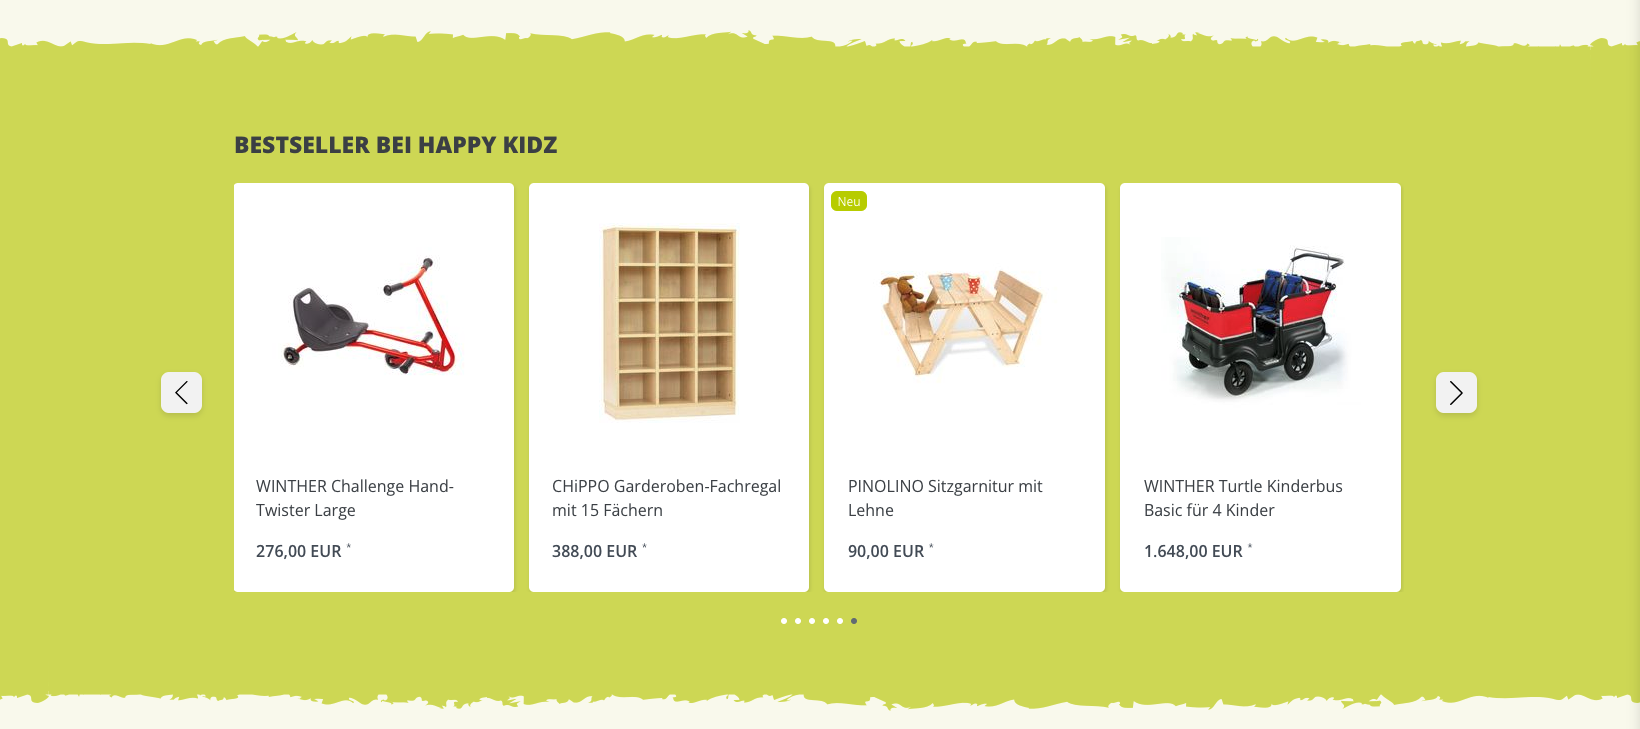 BESTSELLER BEI HAPPY KIDZ
Neu
WINTHER Challenge Hand-
Twister Large
276,00 EUR *
CHiPPO Garderoben-Fachregal
mit 15 Fächern
388,00 EUR *
PINOLINO Sitzgarnitur mit
Lehne
90,00 EUR *
WINTHER Turtle Kinderbus
Basic für 4 Kinder
1.648,00 EUR *